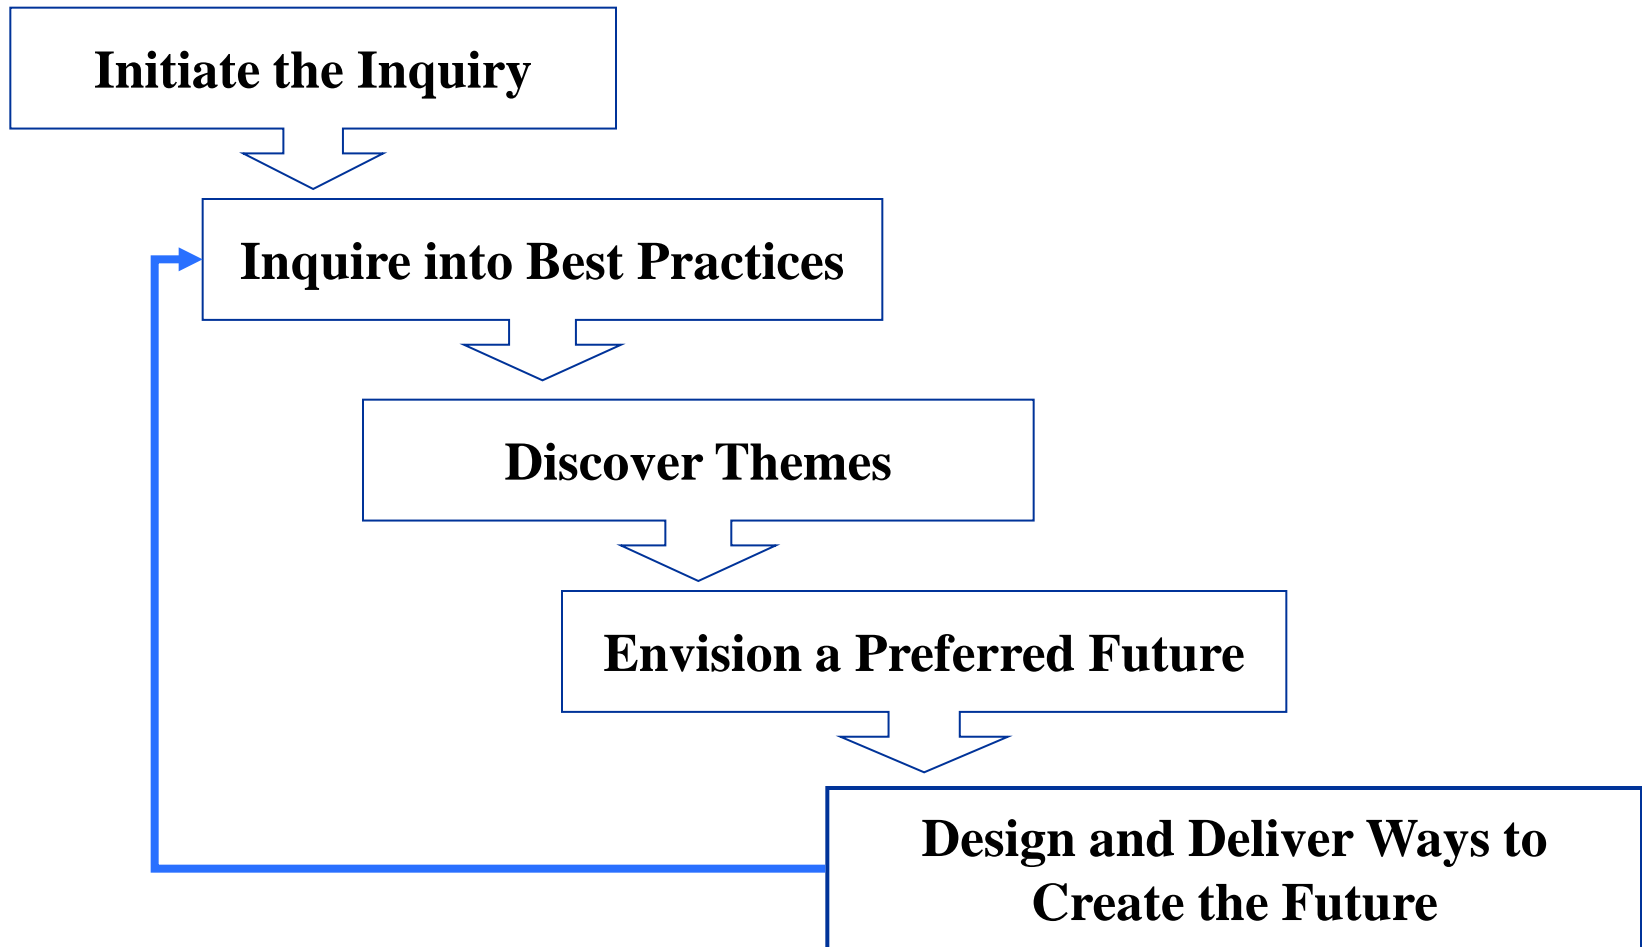 Initiate the Inquiry
Inquire into Best Practices
Discover Themes
Envision a Preferred Future
Design and Deliver Ways to
Create the Future